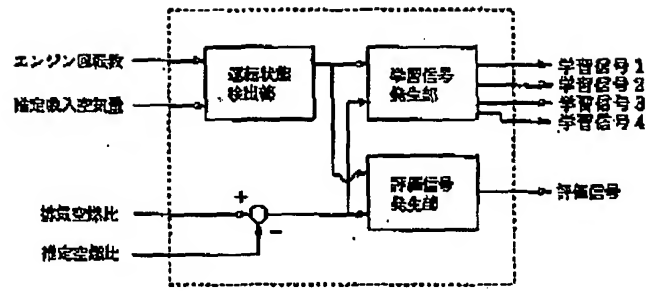 エンジン回転数
推定吸入空気量
運転状態
検出部
学習信号
発生部
学習信号1
学習信号2
学習信号3
学習信号4
評価信号
発生部
評価信号
排気空燃比
推定空燃比
+
−